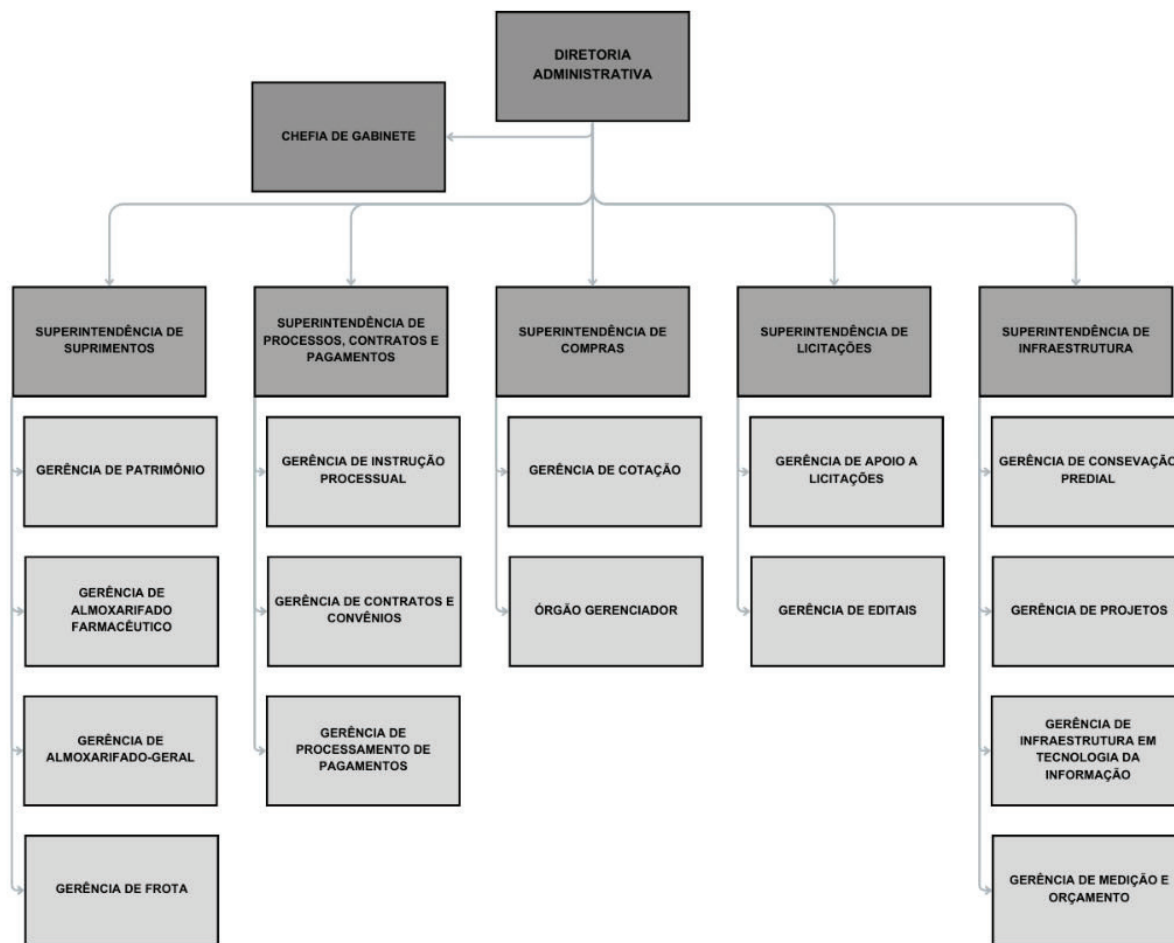 DIRETORIA
ADMINISTRATIVA
CHEFIA DE GABINETE
SUPERINTENDÊNCIA DE
SUPRIMENTOS
SUPERINTENDÊNCIA DE
PROCESSOS, CONTRATOS E
PAGAMENTOS
SUPERINTENDÊNCIA DE
COMPRAS
SUPERINTENDÊNCIA DE
LICITAÇÕES
SUPERINTENDÊNCIA DE
INFRAESTRUTURA
GERÊNCIA DE PATRIMÔNIO
GERÊNCIA DE INSTRUÇÃO
PROCESSUAL
GERÊNCIA DE COTAÇÃO
GERÊNCIA DE APOIO A
LICITAÇÕES
GERÊNCIA DE CONSEVAÇÃO
PREDIAL
GERÊNCIA DE
ALMOXARIFADO
FARMACÊUTICO
GERÊNCIA DE CONTRATOS E
CONVÊNIOS
ÓRGÃO GERENCIADOR
GERÊNCIA DE EDITAIS
GERÊNCIA DE PROJETOS
GERÊNCIA DE
ALMOXARIFADO-GERAL
GERÊNCIA DE
PROCESSAMENTO DE
PAGAMENTOS
GERÊNCIA DE
INFRAESTRUTURA EM
TECNOLOGIA DA
INFORMAÇÃO
GERÊNCIA DE FROTA
GERÊNCIA DE MEDIÇÃO E
ORÇAMENTO